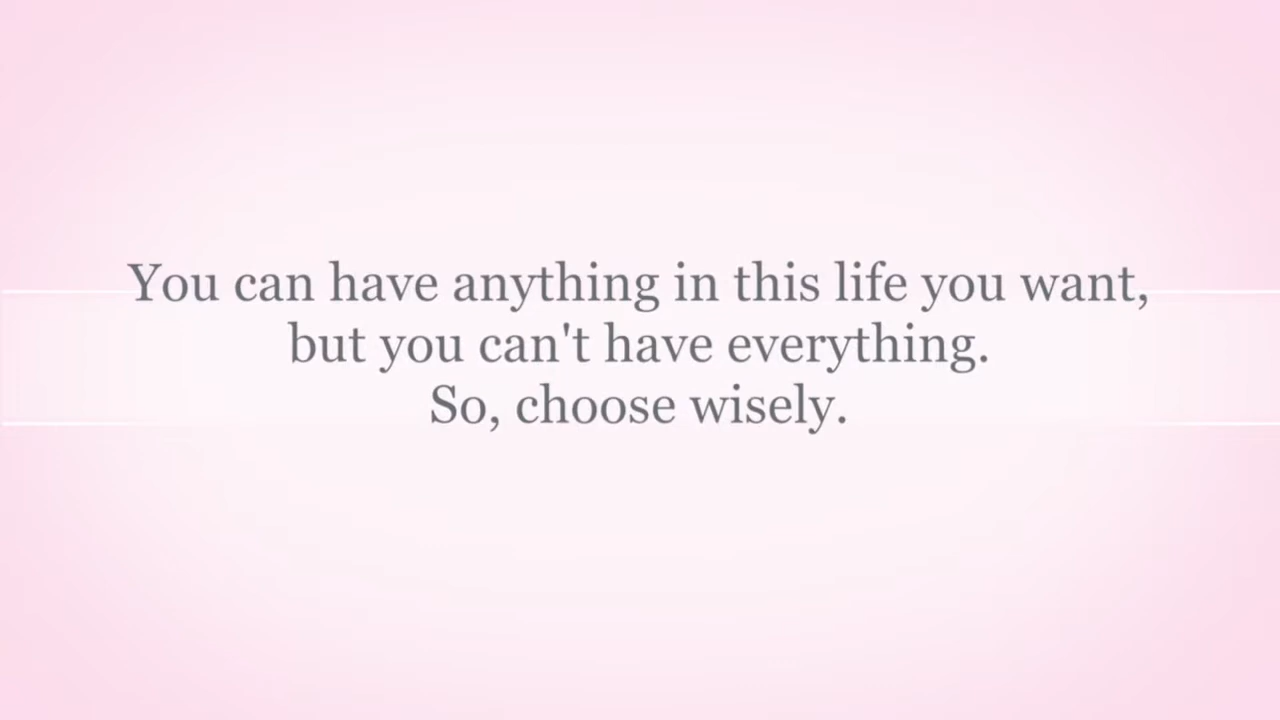 You can have anything in this life you want,
but you can't have everything.
So, choose wisely.